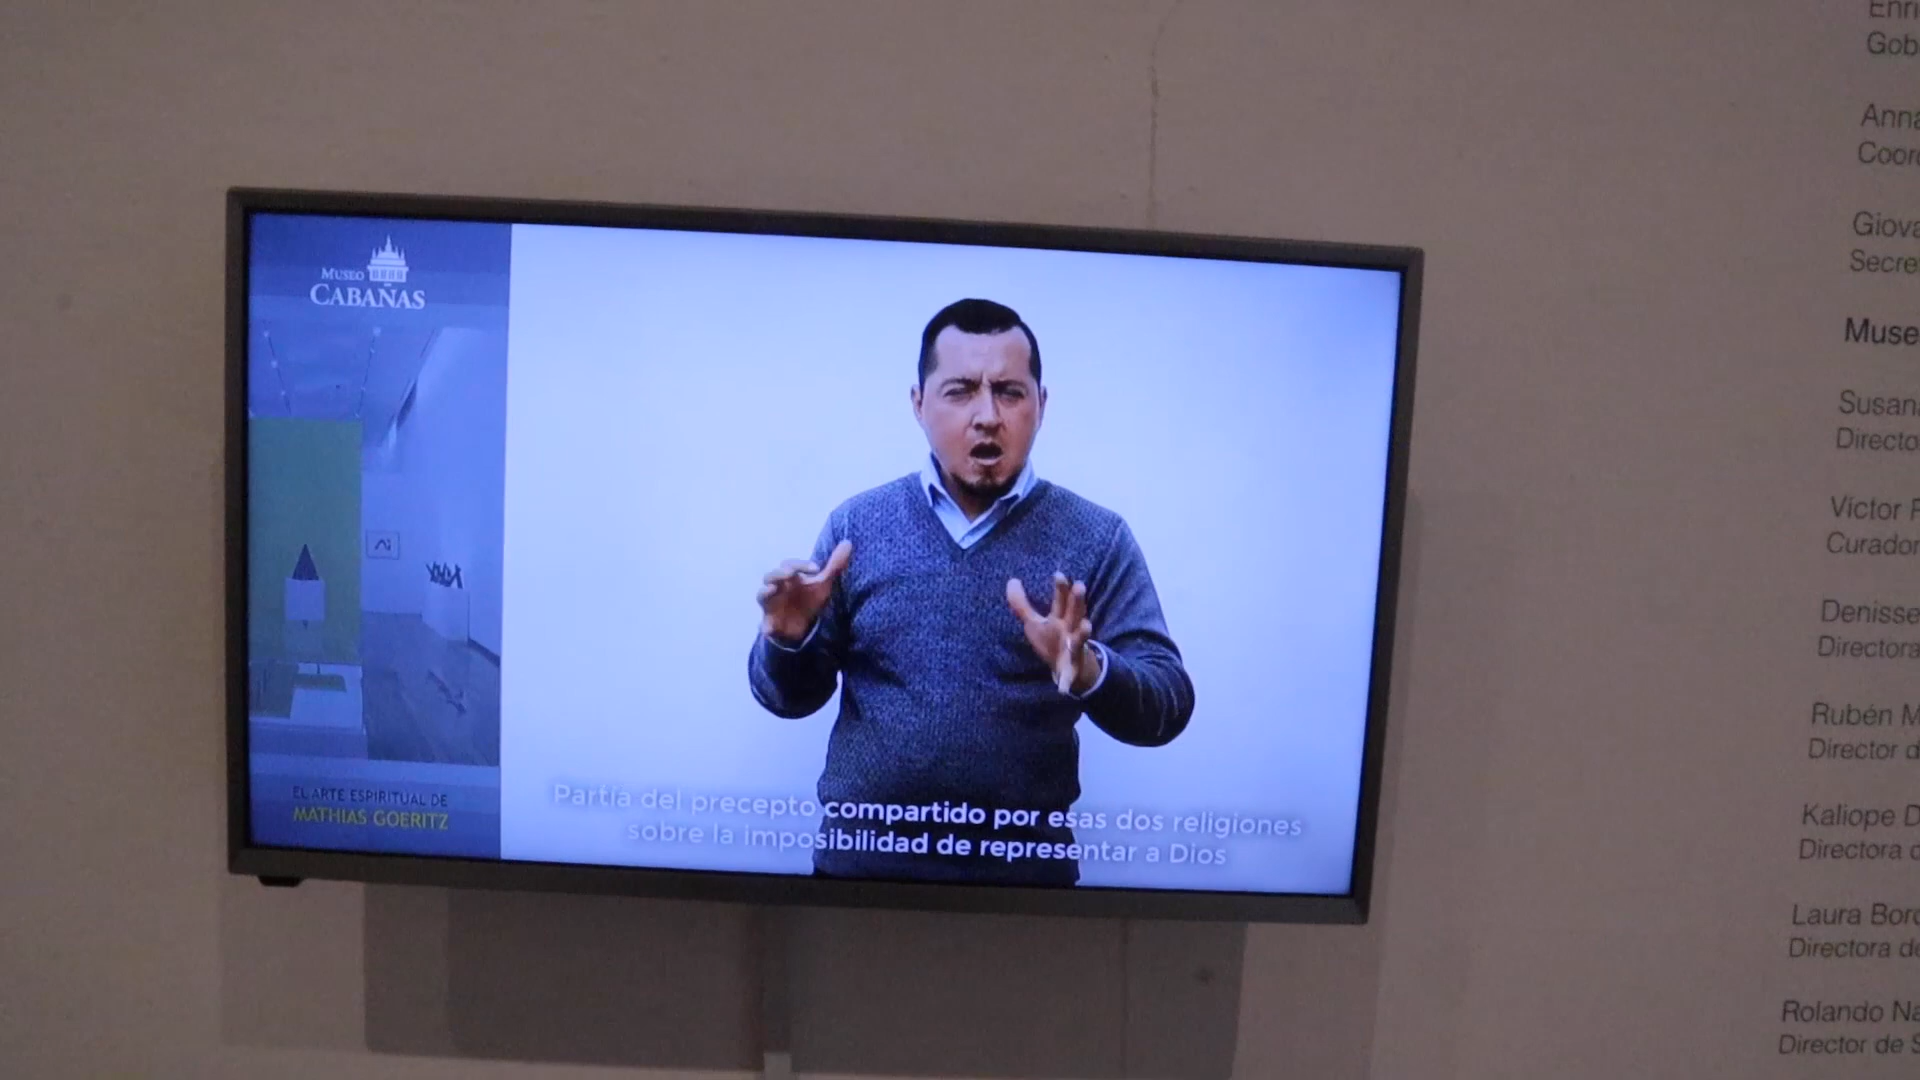 MUSEO
CABAÑAS
EL ARTE ESPIRITUAL DE
MATHIAS GOERITZ
Partía del precepto compartido por esas dos religiones
sobre la imposibilidad de representar a Dios
Enri
Gob
Anna
Coor
Giova
Secre
Muse
Susan
Directo
Víctor
Curador
Denisse
Directora
Rubén M
Director d
Kaliope D
Directora
Laura Bor
Directora de
Rolando Na
Director de S